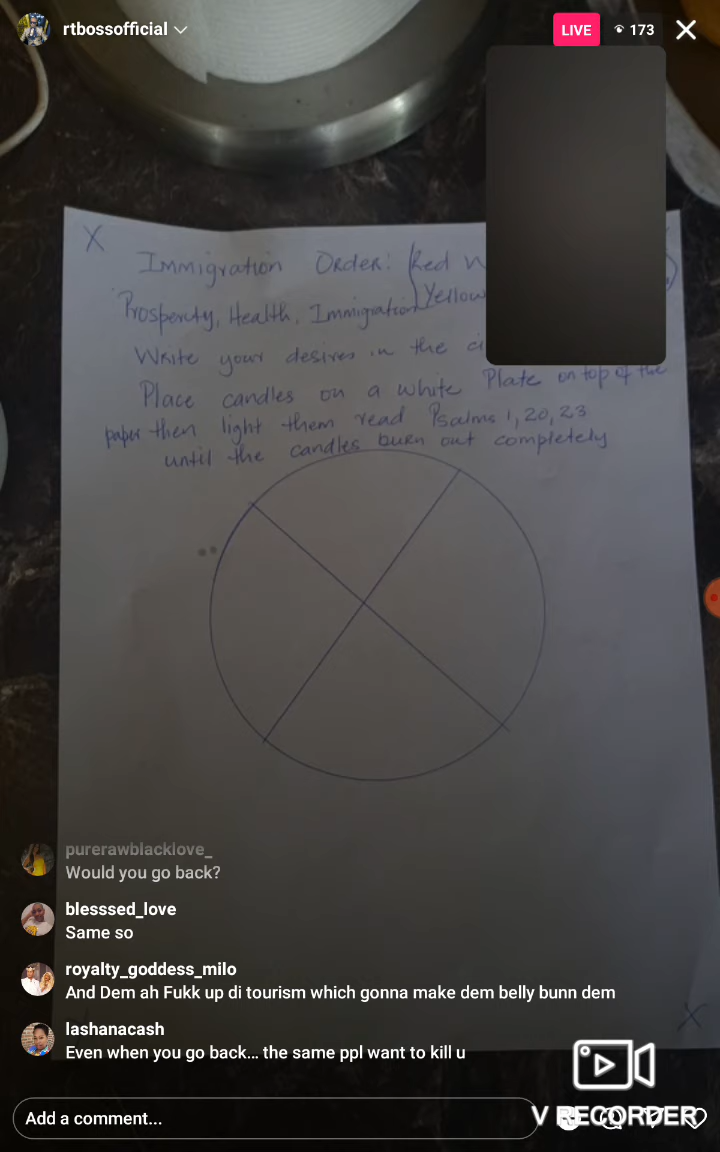 rtbossofficial
LIVE
173
X X
Immigration Order: (Red
Prosperity, Health, Immigration Yellow
Write your desires in the
Place candles on a white Plate on top of the
paper then light them read Psalms 1, 20, 23
until the candles burn out completely
purerawblacklove_
Would you go back?
blesssed_love
Same so
royalty_goddess_milo
And Dem ah Fukk up di tourism which gonna make dem belly bunn dem
lashanacash
Even when you go back... the same ppl want to kill u
Add a comment...
V RECORDER